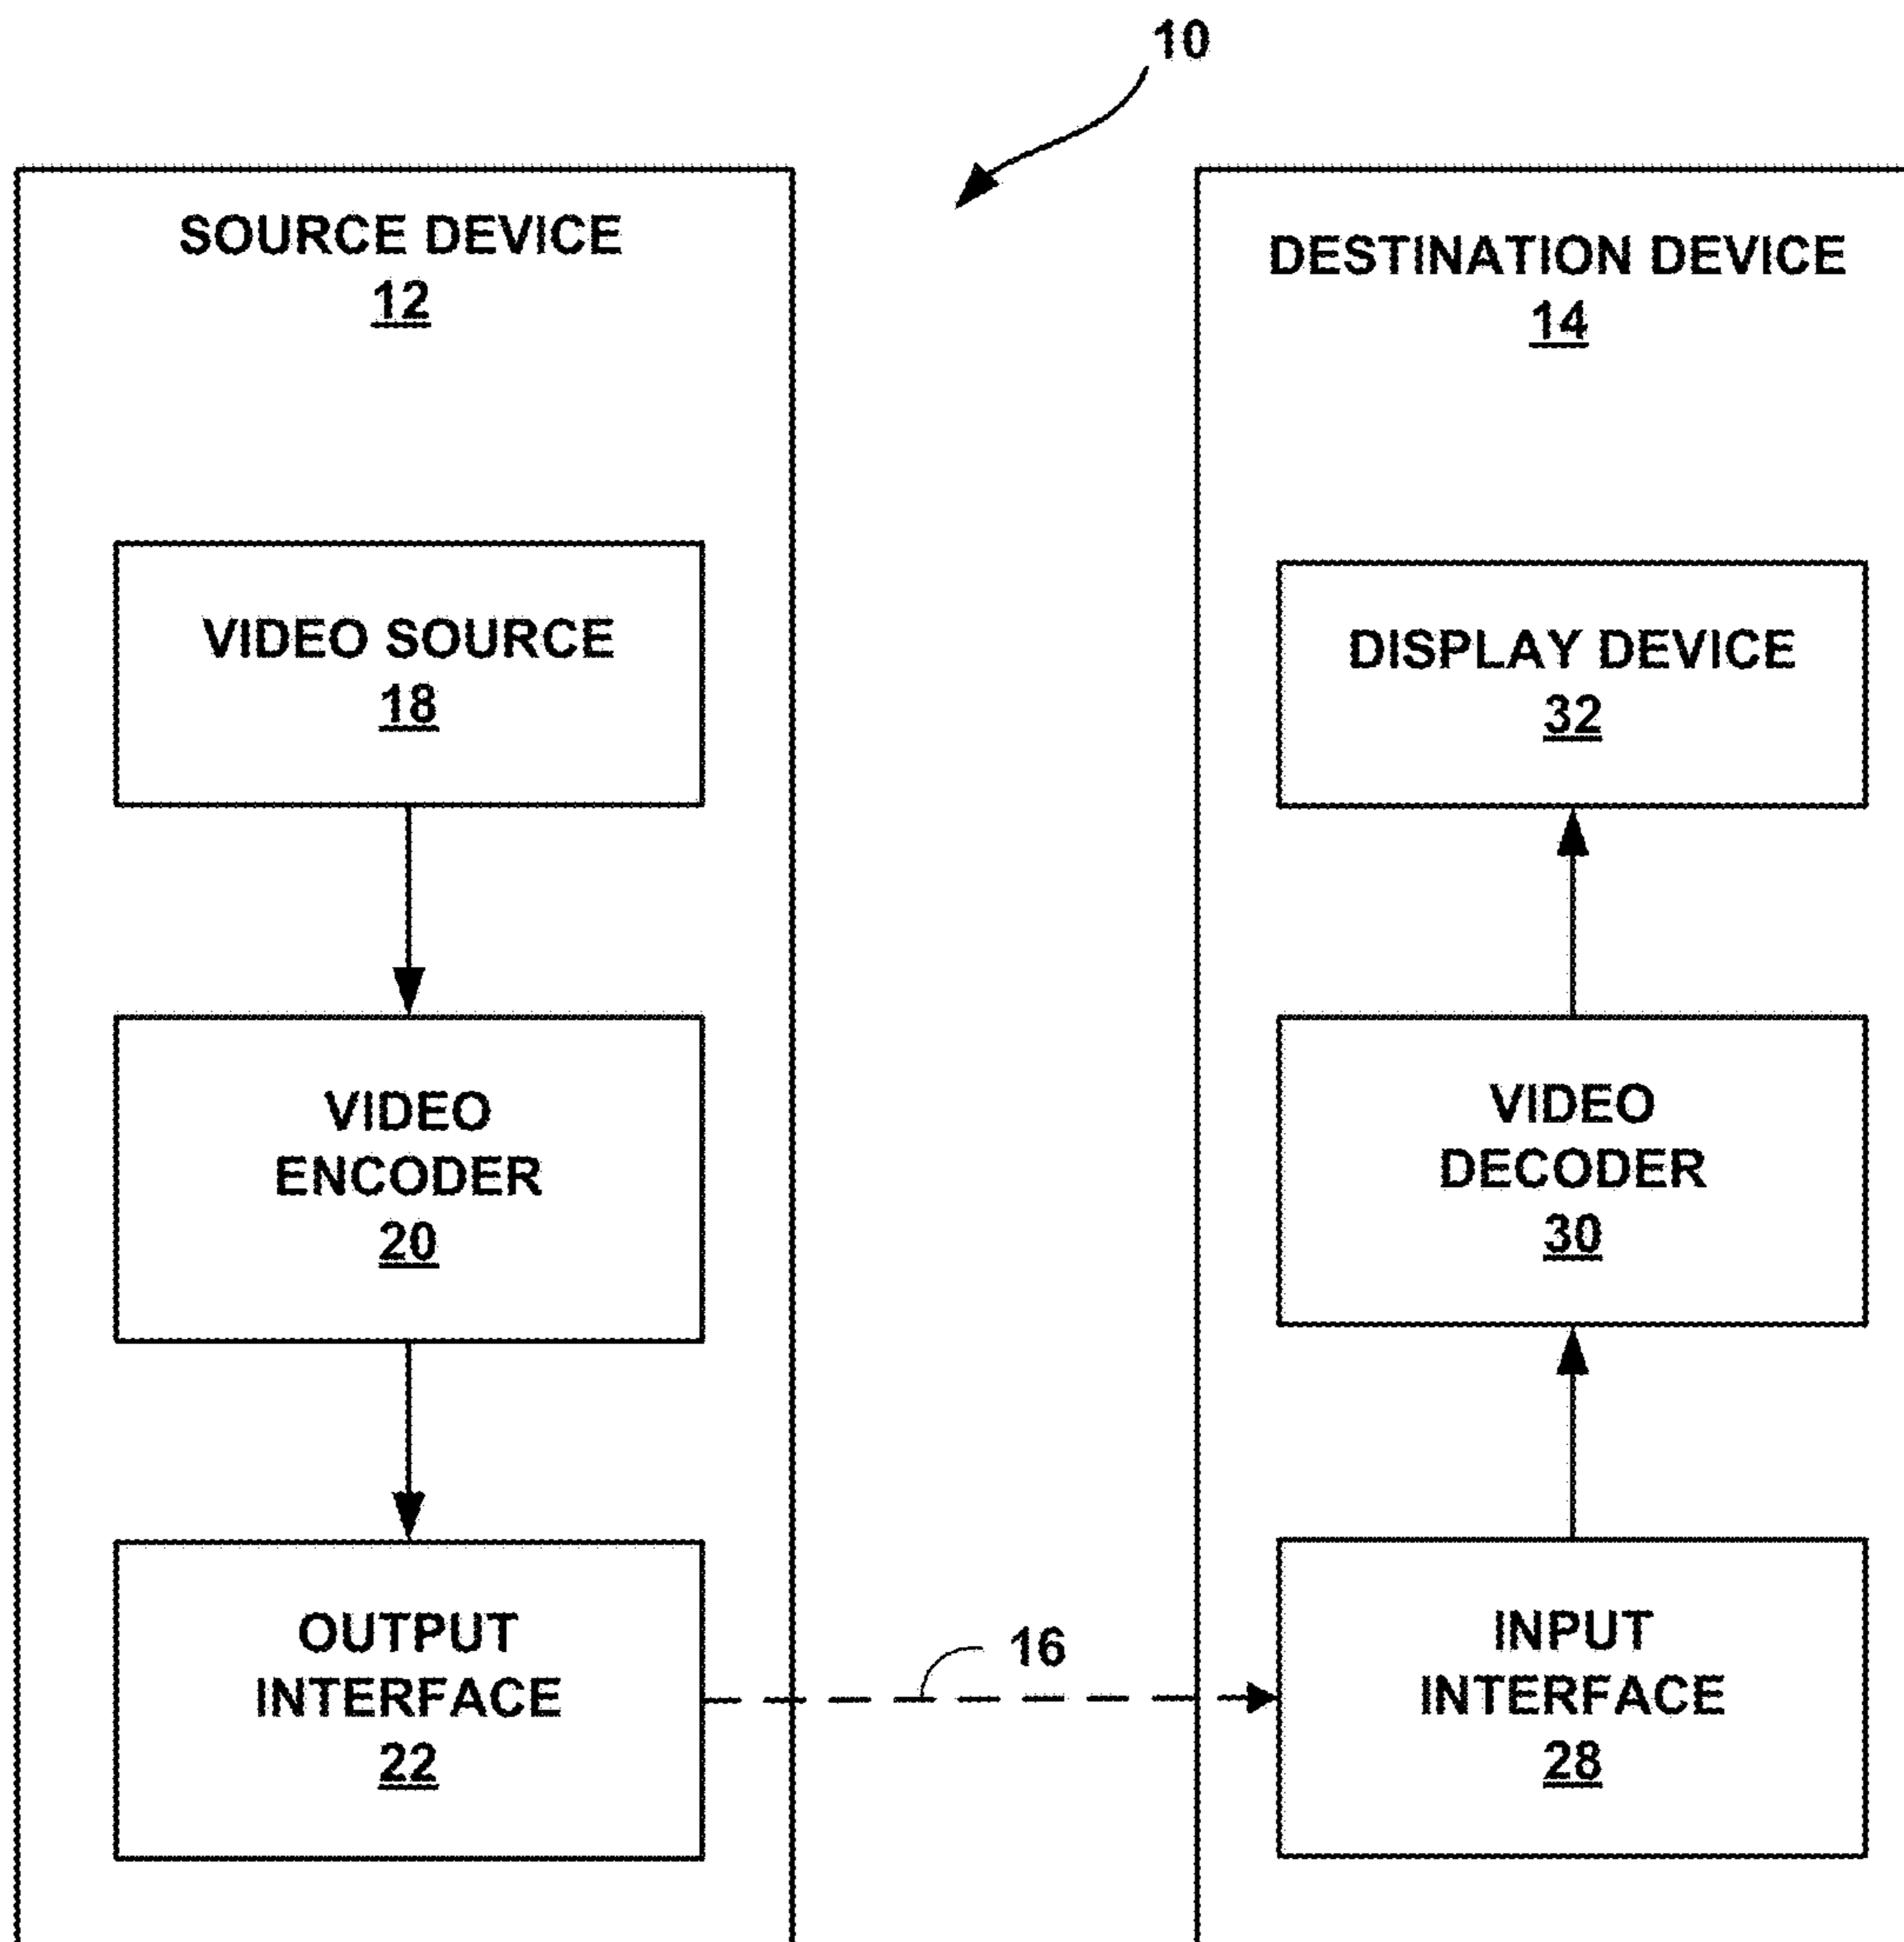 10
SOURCE DEVICE
12
VIDEO SOURCE
18
VIDEO
ENCODER
20
OUTPUT
INTERFACE
22
16
DESTINATION DEVICE
14
DISPLAY DEVICE
32
VIDEO
DECODER
30
INPUT
INTERFACE
28